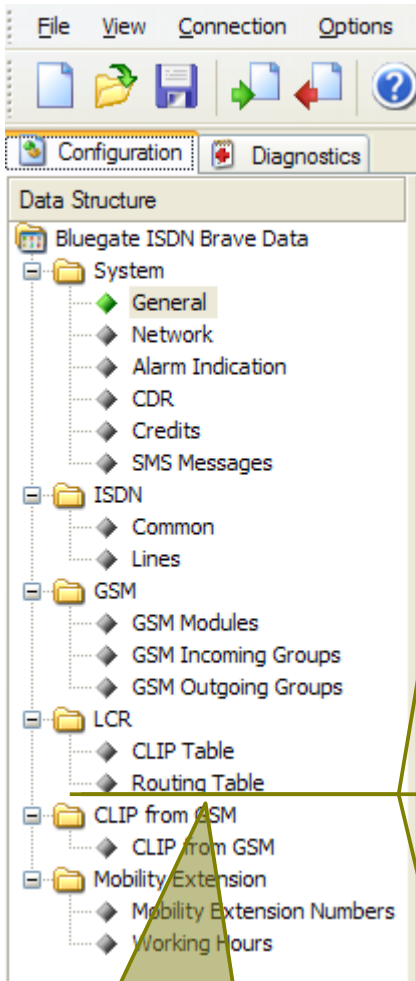 File View Connection Options
Configuration Diagnostics
Data Structure
Bluegate ISDN Brave Data
System
General
Network
Alarm Indication
CDR
Credits
SMS Messages
ISDN
Common
Lines
GSM
GSM Modules
GSM Incoming Groups
GSM Outgoing Groups
LCR
CLIP Table
Routing Table
CLIP from GSM
CLIP from GSM
Mobility Extension
Mobility Extension Numbers
Working Hours